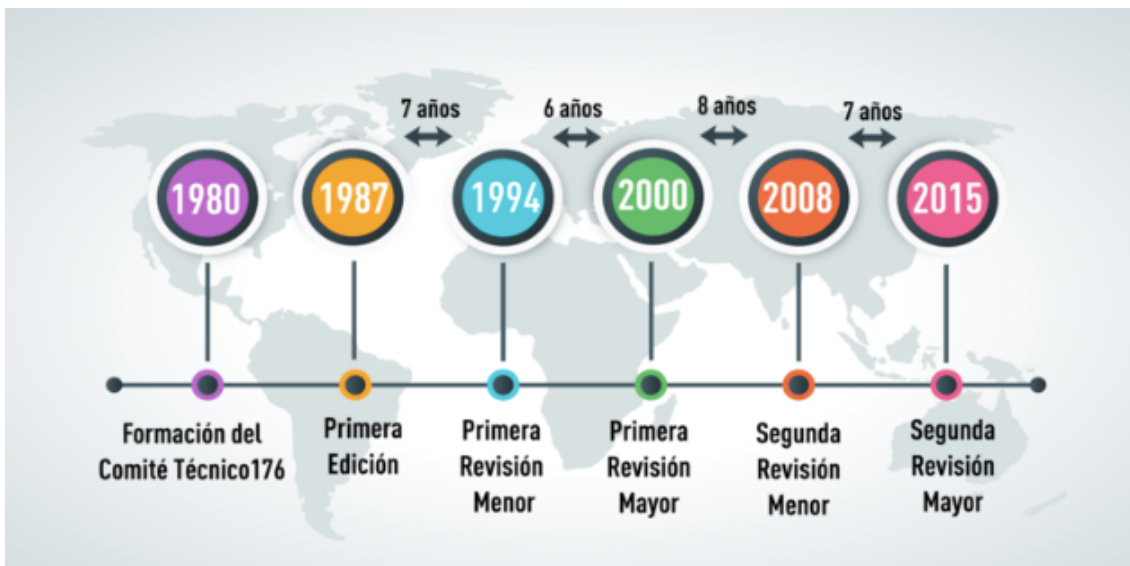 7 años
6 años
8 años
7 años
1980
1987
1994
2000
2008
2015
Formación del
Comité Técnico176
Primera
Edición
Primera
Revisión
Menor
Primera
Revisión
Mayor
Segunda
Revisión
Menor
Segunda
Revisión
Mayor